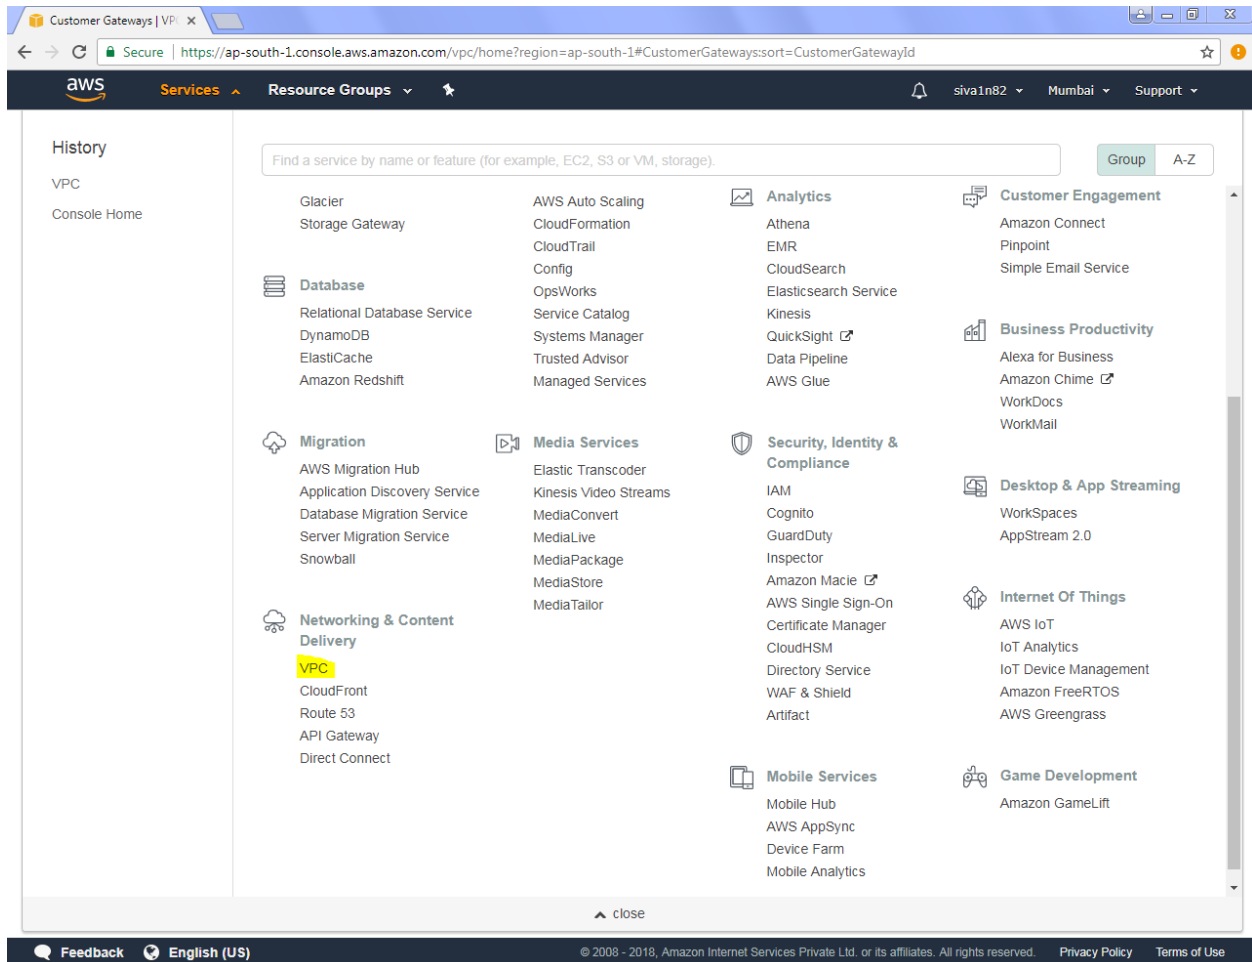 Customer Gateways | VP
Secure
https://ap-south-1.console.aws.amazon.com/vpc/home?region=ap-south-1#CustomerGateways:sort=CustomerGatewayId
aws
Services
Resource Groups
siva1n82
Mumbai
Support
History
VPC
Console Home
Find a service by name or feature (for example, EC2, S3 or VM, storage).
Group
A-Z
Glacier
Storage Gateway
Database
Relational Database Service
DynamoDB
ElastiCache
Amazon Redshift
Migration
AWS Migration Hub
Application Discovery Service
Database Migration Service
Server Migration Service
Snowball
Networking & Content
Delivery
VPC
CloudFront
Route 53
API Gateway
Direct Connect
AWS Auto Scaling
CloudFormation
CloudTrail
Config
OpsWorks
Service Catalog
Systems Manager
Trusted Advisor
Managed Services
Media Services
Elastic Transcoder
Kinesis Video Streams
MediaConvert
MediaLive
MediaPackage
MediaStore
MediaTailor
Analytics
Athena
EMR
CloudSearch
Elasticsearch Service
Kinesis
QuickSight
Data Pipeline
AWS Glue
Security, Identity &
Compliance
IAM
Cognito
GuardDuty
Inspector
Amazon Macie
AWS Single Sign-On
Certificate Manager
CloudHSM
Directory Service
WAF & Shield
Artifact
Mobile Services
Mobile Hub
AWS AppSync
Device Farm
Mobile Analytics
Customer Engagement
Amazon Connect
Pinpoint
Simple Email Service
Business Productivity
Alexa for Business
Amazon Chime
WorkDocs
WorkMail
Desktop & App Streaming
WorkSpaces
AppStream 2.0
Internet Of Things
AWS IoT
IoT Analytics
IoT Device Management
Amazon FreeRTOS
AWS Greengrass
Game Development
Amazon GameLift
close
Feedback
English (US)
© 2008 - 2018, Amazon Internet Services Private Ltd. or its affiliates. All rights reserved.
Privacy Policy
Terms of Use